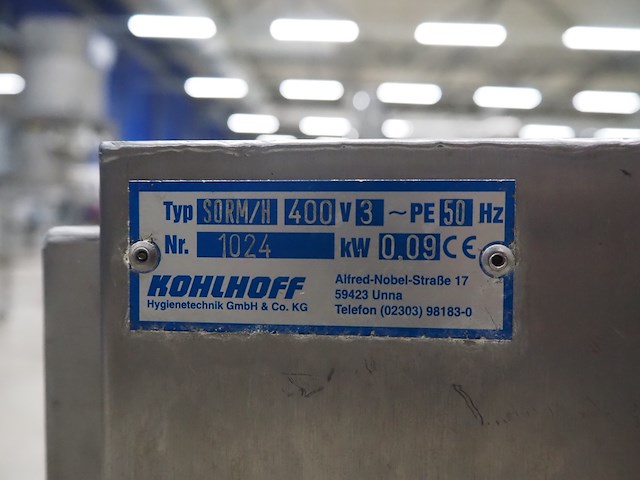 Typ SORM/H 400 V 3 ~ PE 50 Hz
Nr. 1024 kW 0.09 CE
KOHLHOFF
Hygienetechnik GmbH & Co. KG
Alfred-Nobel-Straße 17
59423 Unna
Telefon (02303) 98183-0